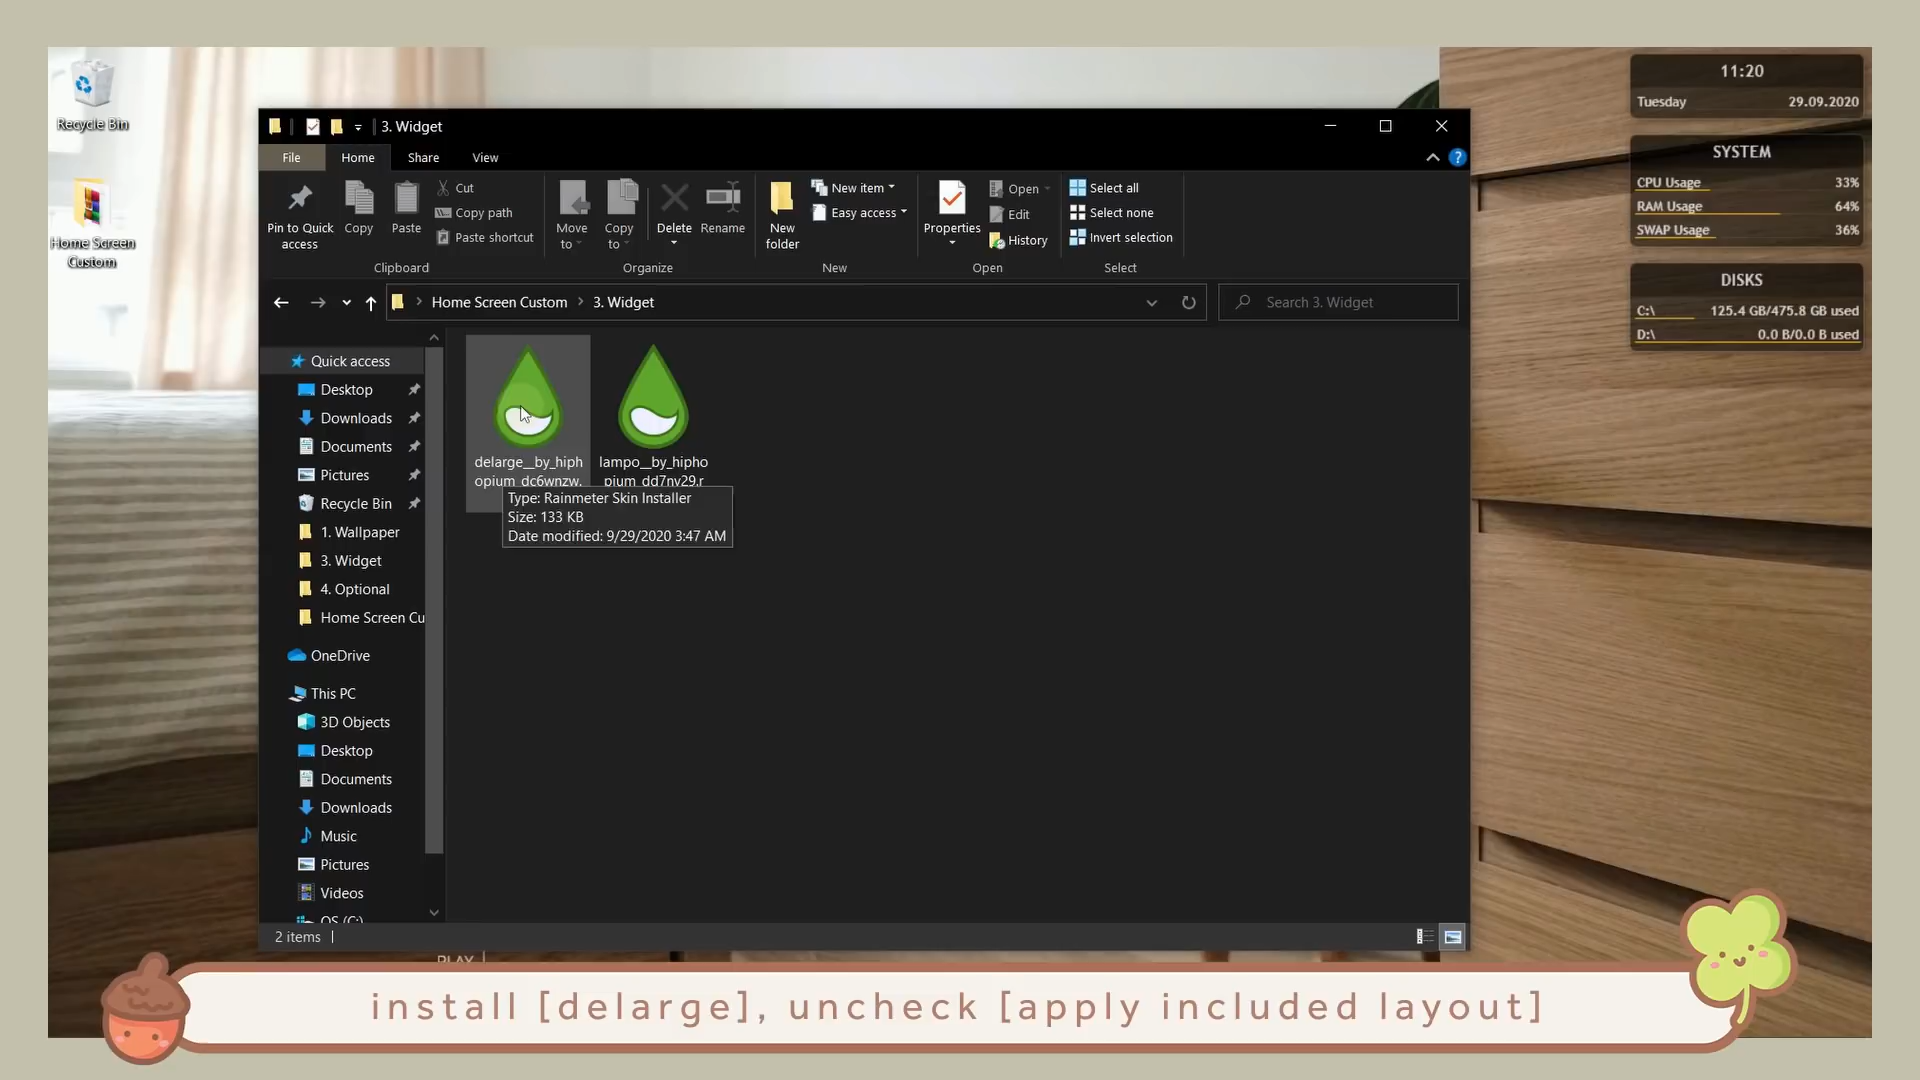 Recycle Bin
Home Screen
Custom
3. Widget
File
Home
Share
View
Pin to Quick
access
Copy
Paste
Cut
Copy path
Paste shortcut
Clipboard
Move
to
Copy
to
Delete
Rename
Organize
New
folder
New item
Easy access
New
Properties
Open
Edit
History
Open
Select all
Select none
Invert selection
Select
Home Screen Custom
3. Widget
Search 3. Widget
Quick access
Desktop
Downloads
Documents
Pictures
Recycle Bin
1. Wallpaper
3. Widget
4. Optional
Home Screen Cu
OneDrive
This PC
3D Objects
Desktop
Documents
Downloads
Music
Pictures
Videos
OS (C:)
delarge__by_hiph
opium_dc6wnzw.
lampo__by_hipho
pium_dd7ny29.r
Type: Rainmeter Skin Installer
Size: 133 KB
Date modified: 9/29/2020 3:47 AM
2 items
11:20
Tuesday 29.09.2020
SYSTEM
CPU Usage 33%
RAM Usage 64%
SWAP Usage 36%
DISKS
C:\ 125.4 GB/475.8 GB used
D:\ 0.0 B/0.0 B used
PLAY
install [delarge], uncheck [apply included layout]